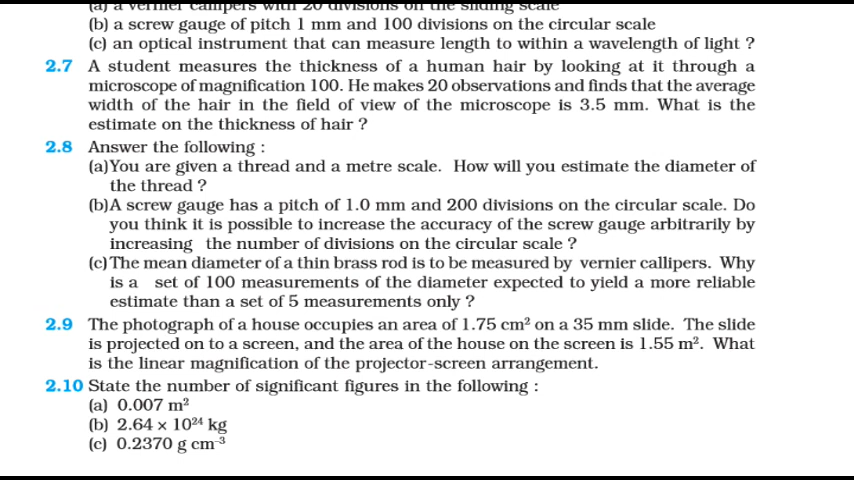 (a) a vernier callipers with 20 divisions on the sliding scale
(b) a screw gauge of pitch 1 mm and 100 divisions on the circular scale
(c) an optical instrument that can measure length to within a wavelength of light ?
2.7 A student measures the thickness of a human hair by looking at it through a
microscope of magnification 100. He makes 20 observations and finds that the average
width of the hair in the field of view of the microscope is 3.5 mm. What is the
estimate on the thickness of hair ?
2.8 Answer the following :
(a)You are given a thread and a metre scale. How will you estimate the diameter of
the thread ?
(b)A screw gauge has a pitch of 1.0 mm and 200 divisions on the circular scale. Do
you think it is possible to increase the accuracy of the screw gauge arbitrarily by
increasing the number of divisions on the circular scale ?
(c)The mean diameter of a thin brass rod is to be measured by vernier callipers. Why
is a set of 100 measurements of the diameter expected to yield a more reliable
estimate than a set of 5 measurements only ?
2.9 The photograph of a house occupies an area of 1.75 cm² on a 35 mm slide. The slide
is projected on to a screen, and the area of the house on the screen is 1.55 m². What
is the linear magnification of the projector-screen arrangement.
2.10 State the number of significant figures in the following :
(a) 0.007 m²
(b) 2.64 × 10²⁴ kg
(c) 0.2370 g cm⁻³